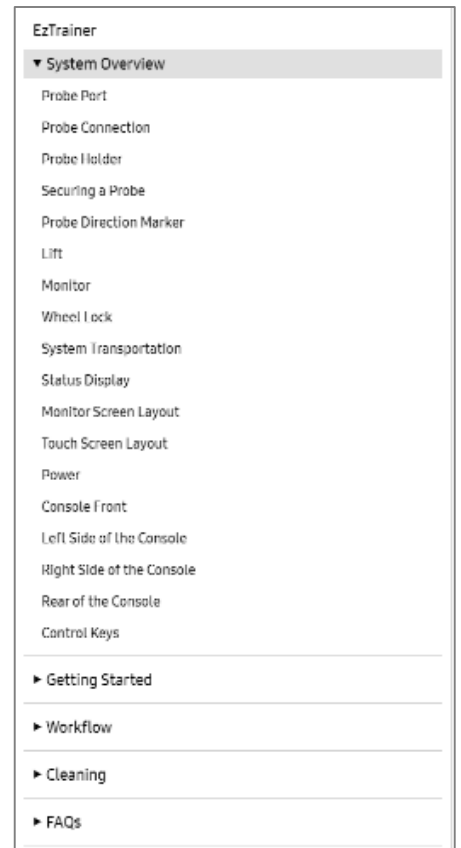 EzTrainer
▼ System Overview
Probe Port
Probe Connection
Probe Holder
Securing a Probe
Probe Direction Marker
Lift
Monitor
Wheel Lock
System Transportation
Status Display
Monitor Screen Layout
Touch Screen Layout
Power
Console Front
Left Side of the Console
Right Side of the Console
Rear of the Console
Control Keys
► Getting Started
► Workflow
► Cleaning
► FAQs